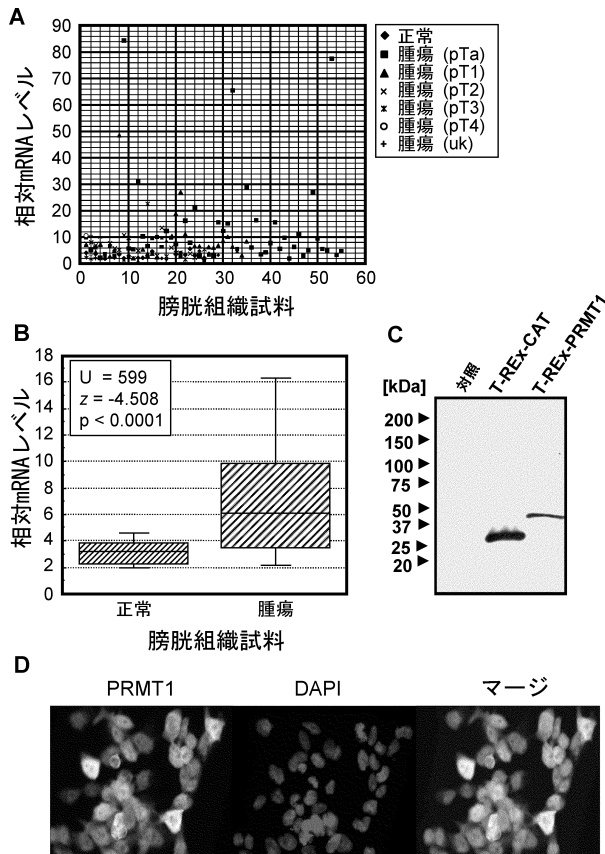 A
90
80
70
60
50
40
30
20
10
0
相対mRNAレベル
0 10 20 30 40 50 60
膀胱組織試料
正常
腫瘍 (pTa)
腫瘍 (pT1)
腫瘍 (pT2)
腫瘍 (pT3)
腫瘍 (pT4)
腫瘍 (uk)
B
18
16
14
12
10
8
6
4
2
0
相対mRNAレベル
U = 599
z = -4.508
p < 0.0001
正常 腫瘍
膀胱組織試料
C
対照
T-REx-CAT
T-REx-PRMT1
[kDa]
200
150
100
75
50
37
25
20
D
PRMT1 DAPI マージ